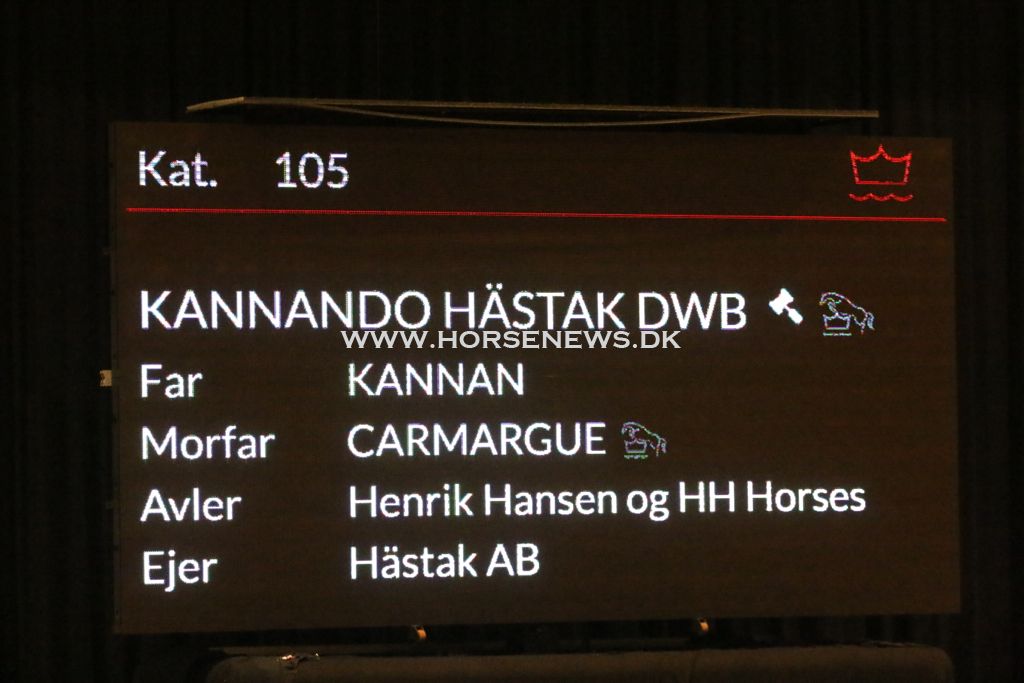 Kat. 105
KANNANDO HÄSTAK DWB
WWW.HORSENEWS.DK
Far KANNAN
Morfar CARMARGUE
Avler Henrik Hansen og HH Horses
Ejer Hästak AB